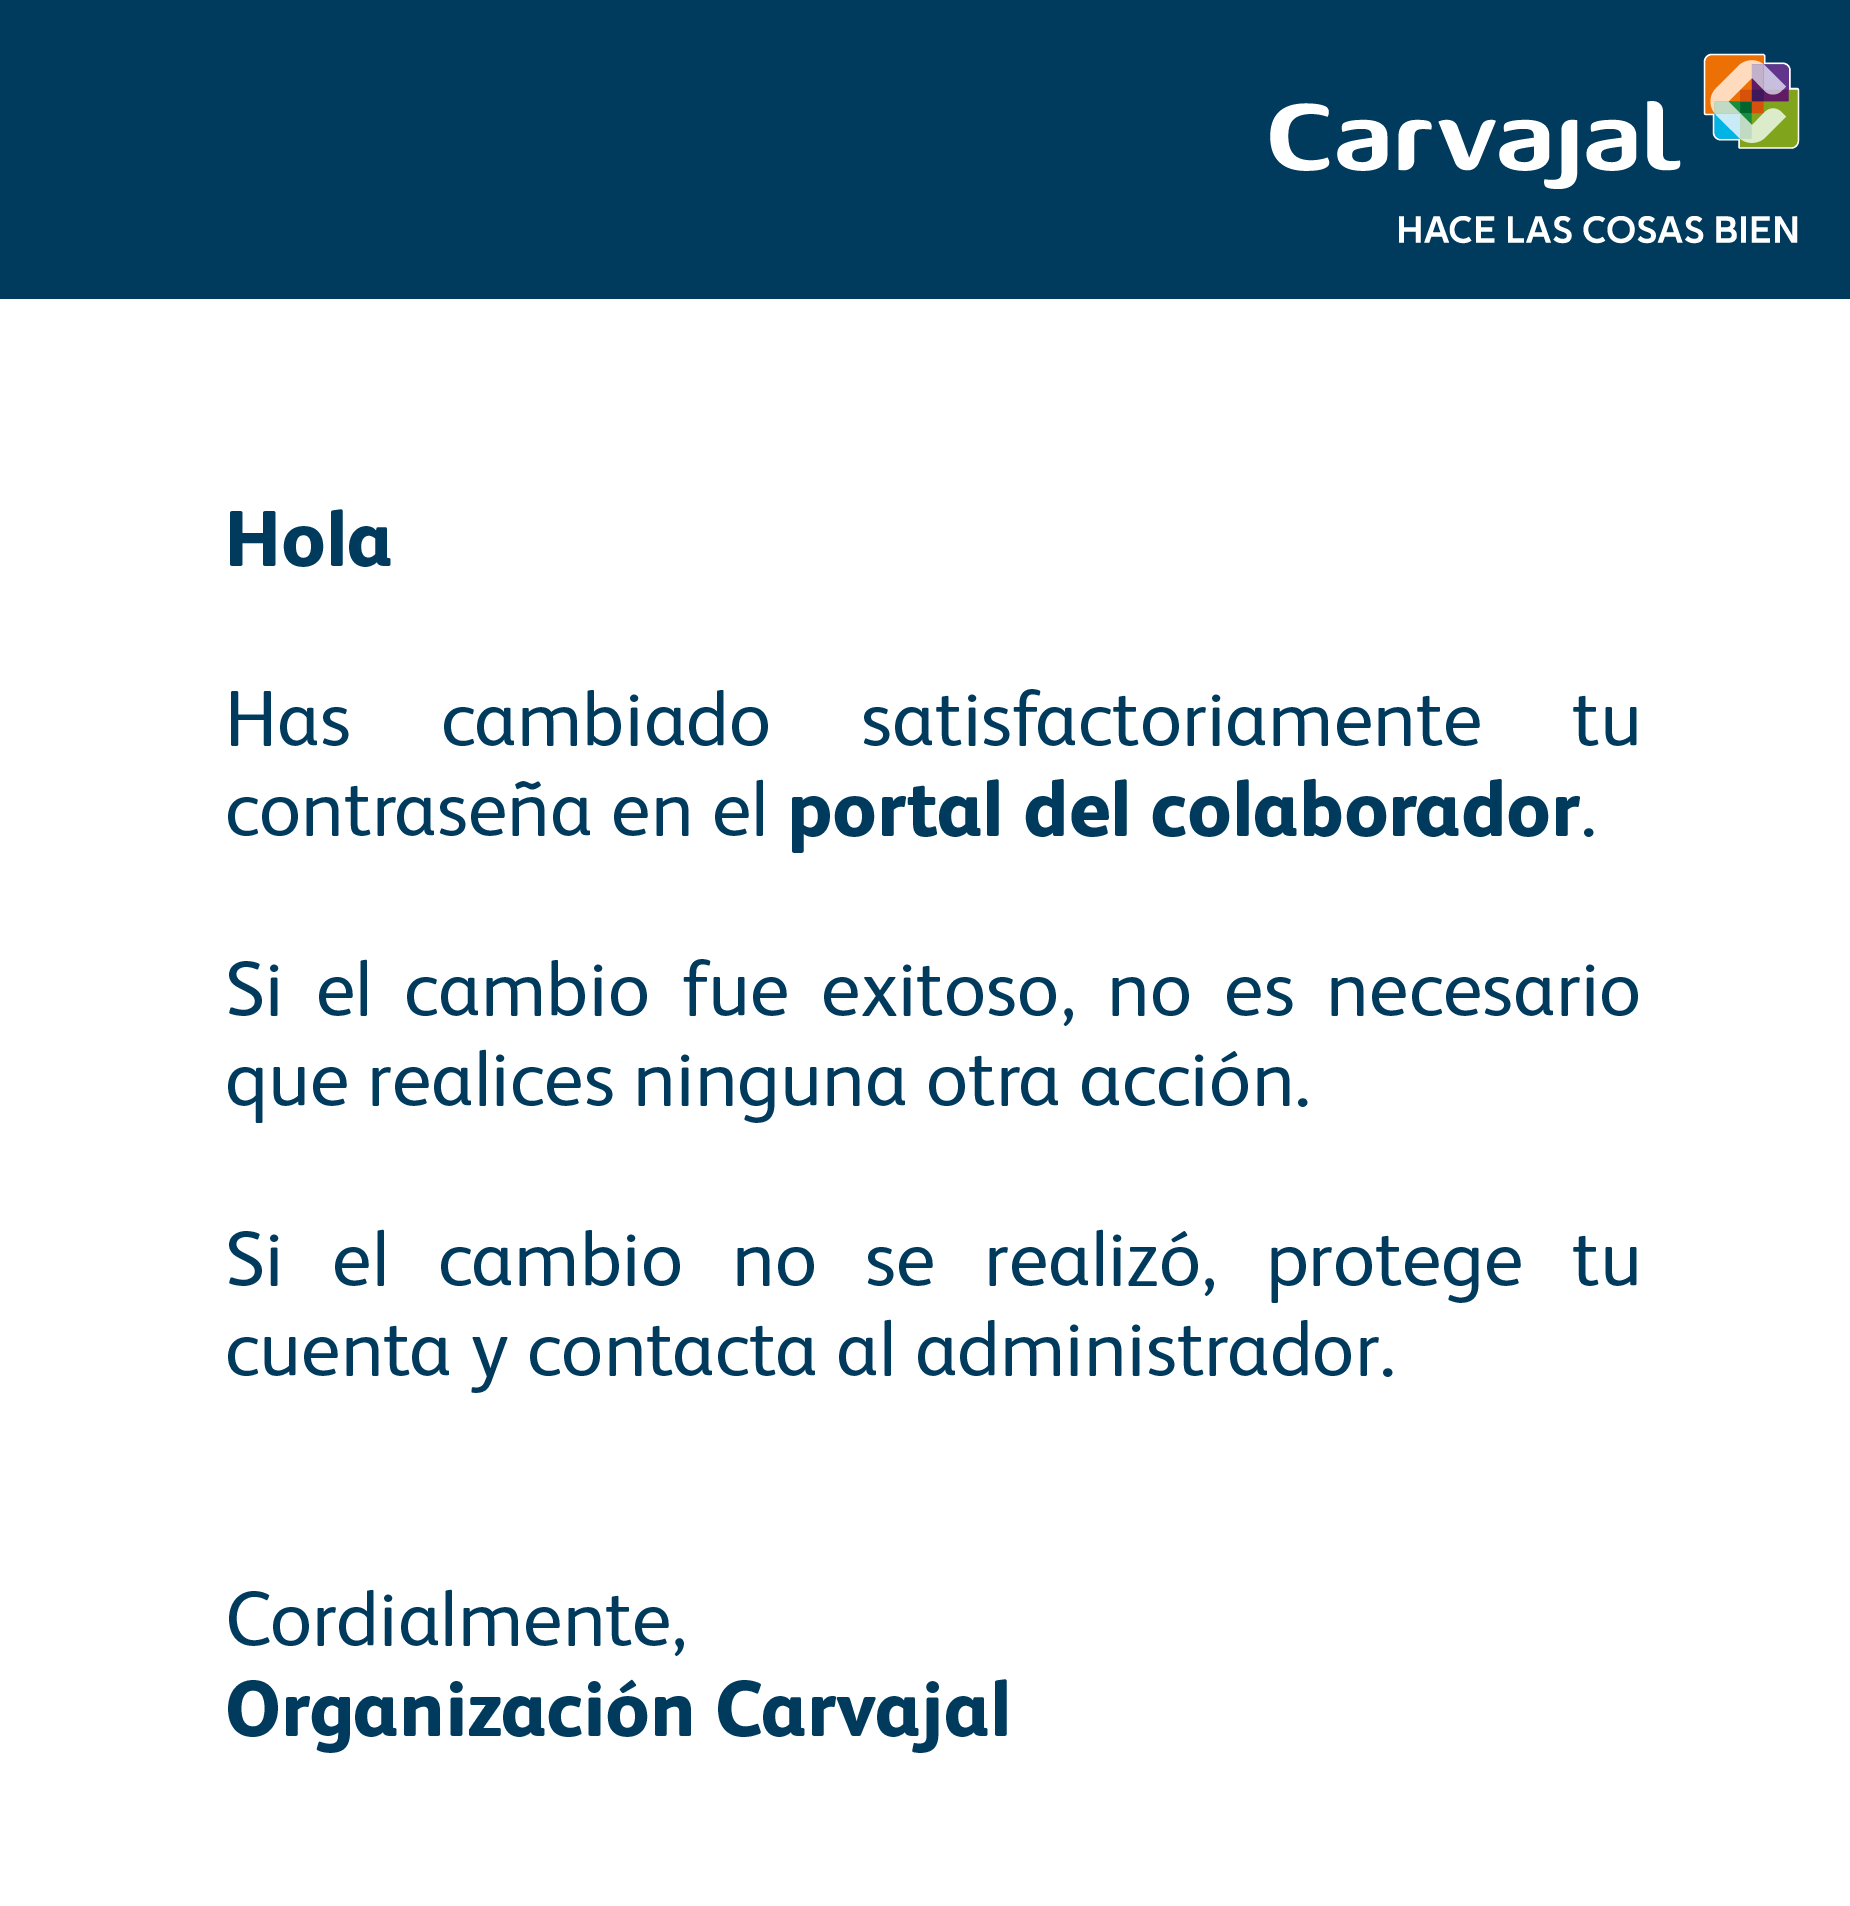 Carvajal
HACE LAS COSAS BIEN
Hola
Has cambiado satisfactoriamente tu
contraseña en el portal del colaborador.
Si el cambio fue exitoso, no es necesario
que realices ninguna otra acción.
Si el cambio no se realizó, protege tu
cuenta y contacta al administrador.
Cordialmente,
Organización Carvajal